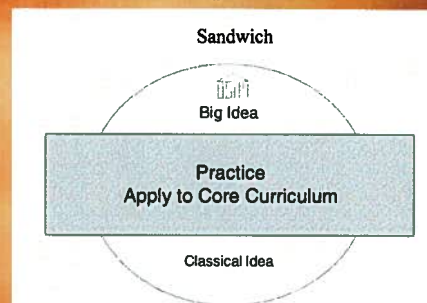 Sandwich
Big Idea
Practice
Apply to Core Curriculum
Classical Idea